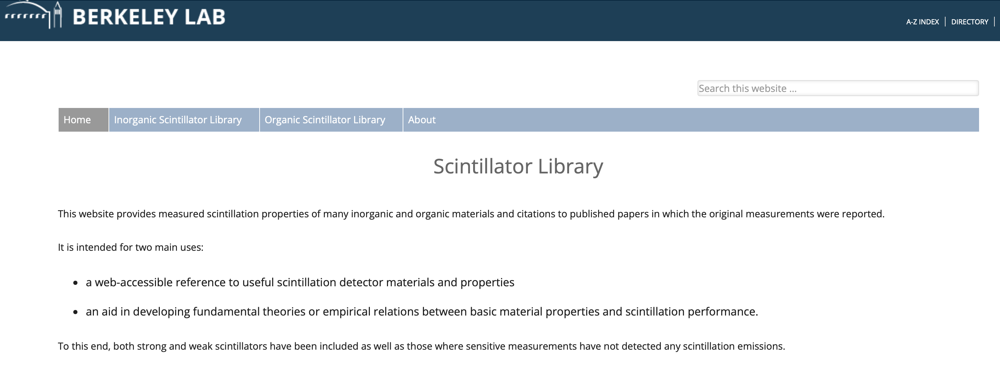 BERKELEY LAB
A-Z INDEX
DIRECTORY
Search this website ...
Home
Inorganic Scintillator Library
Organic Scintillator Library
About
Scintillator Library
This website provides measured scintillation properties of many inorganic and organic materials and citations to published papers in which the original measurements were reported.
It is intended for two main uses:
• a web-accessible reference to useful scintillation detector materials and properties
• an aid in developing fundamental theories or empirical relations between basic material properties and scintillation performance.
To this end, both strong and weak scintillators have been included as well as those where sensitive measurements have not detected any scintillation emissions.